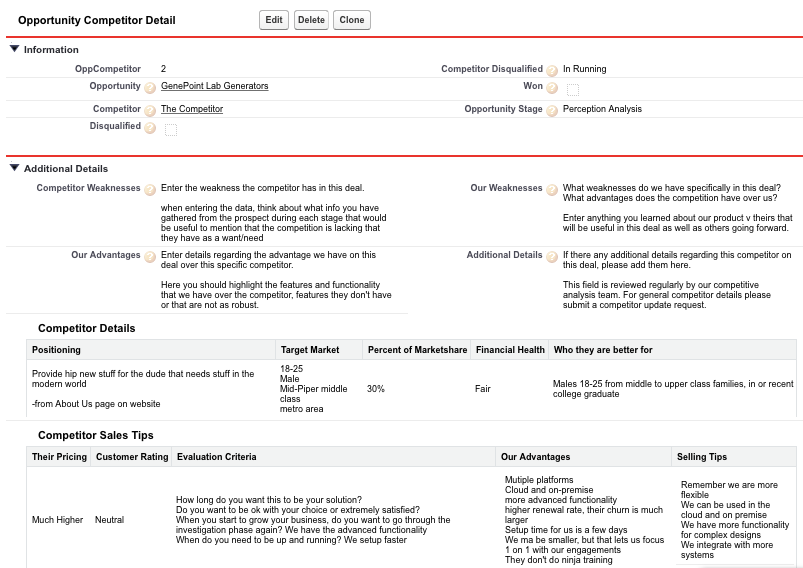 Opportunity Competitor Detail
Edit Delete Clone
Information
OppCompetitor 2
Competitor Disqualified ? In Running
Opportunity ? GenePoint Lab Generators
Won ?
Competitor ? The Competitor
Opportunity Stage ? Perception Analysis
Disqualified ?
Additional Details
Competitor Weaknesses ? Enter the weakness the competitor has in this deal.
when entering the data, think about what info you have
gathered from the prospect during each stage that would
be useful to mention that the competition is lacking that
they have as a want/need
Our Weaknesses ? What weaknesses do we have specifically in this deal?
What advantages does the competition have over us?
Enter anything you learned about our product v theirs that
will be useful in this deal as well as others going forward.
Our Advantages ? Enter details regarding the advantage we have on this
deal over this specific competitor.
Here you should highlight the features and functionality
that we have over the competitor, features they don't have
or that are not as robust.
Additional Details ? If there any additional details regarding this competitor on
this deal, please add them here.
This field is reviewed regularly by our competitive
analysis team. For general competitor details please
submit a competitor update request.
Competitor Details
Positioning Target Market Percent of Marketshare Financial Health Who they are better for
Provide hip new stuff for the dude that needs stuff in the
modern world
-from About Us page on website
18-25
Male
Mid-Piper middle
class
metro area
30%
Fair
Males 18-25 from middle to upper class families, in or recent
college graduate
Competitor Sales Tips
Their Pricing Customer Rating Evaluation Criteria Our Advantages Selling Tips
Much Higher
Neutral
How long do you want this to be your solution?
Do you want to be ok with your choice or extremely satisfied?
When you start to grow your business, do you want to go through the
investigation phase again? We have the advanced functionality
When do you need to be up and running? We setup faster
Mutiple platforms
Cloud and on-premise
more advanced functionality
higher renewal rate, their churn is much
larger
Setup time for us is a few days
We ma be smaller, but that lets us focus
1 on 1 with our engagements
They don't do ninja training
Remember we are more
flexible
We can be used in the
cloud and on premise
We have more functionality
for complex designs
We integrate with more
systems